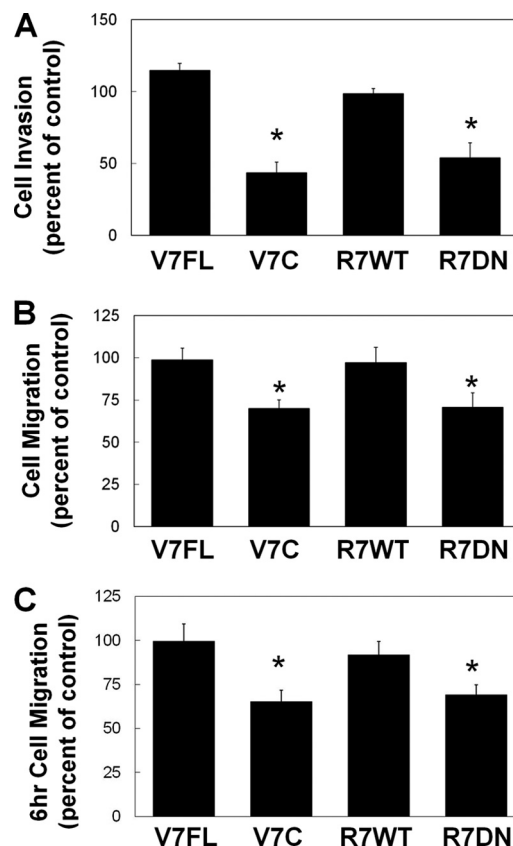 A
Cell Invasion
(percent of control)
150
100
50
0
*
*
V7FL V7C R7WT R7DN
B
Cell Migration
(percent of control)
125
100
75
50
25
0
*
*
V7FL V7C R7WT R7DN
C
6hr Cell Migration
(percent of control)
125
100
75
50
25
0
*
*
V7FL V7C R7WT R7DN